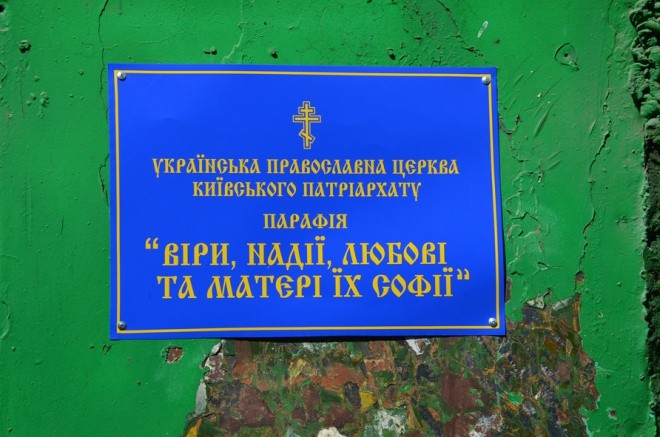 УКРАЇНСЬКА ПРАВОСЛАВНА ЦЕРКВА
КИЇВСЬКОГО ПАТРІАРХАТУ
ПАРАФІЯ
“ВІРИ, НАДІЇ, ЛЮБОВІ
ТА МАТЕРІ ЇХ СОФІЇ”